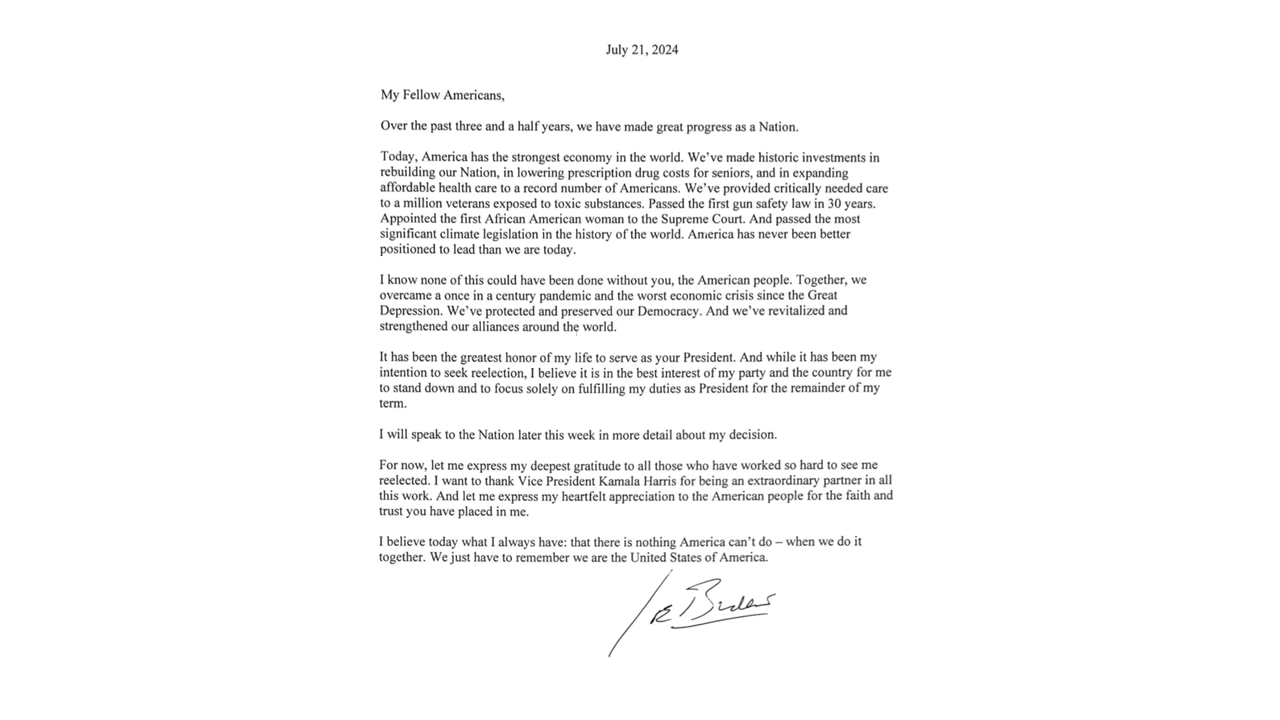 July 21, 2024
My Fellow Americans,
Over the past three and a half years, we have made great progress as a Nation.
Today, America has the strongest economy in the world. We've made historic investments in
rebuilding our Nation, in lowering prescription drug costs for seniors, and in expanding
affordable health care to a record number of Americans. We've provided critically needed care
to a million veterans exposed to toxic substances. Passed the first gun safety law in 30 years.
Appointed the first African American woman to the Supreme Court. And passed the most
significant climate legislation in the history of the world. America has never been better
positioned to lead than we are today.
I know none of this could have been done without you, the American people. Together, we
overcame a once in a century pandemic and the worst economic crisis since the Great
Depression. We've protected and preserved our Democracy. And we've revitalized and
strengthened our alliances around the world.
It has been the greatest honor of my life to serve as your President. And while it has been my
intention to seek reelection, I believe it is in the best interest of my party and the country for me
to stand down and to focus solely on fulfilling my duties as President for the remainder of my
term.
I will speak to the Nation later this week in more detail about my decision.
For now, let me express my deepest gratitude to all those who have worked so hard to see me
reelected. I want to thank Vice President Kamala Harris for being an extraordinary partner in all
this work. And let me express my heartfelt appreciation to the American people for the faith and
trust you have placed in me.
I believe today what I always have: that there is nothing America can't do – when we do it
together. We just have to remember we are the United States of America.
Joe Biden